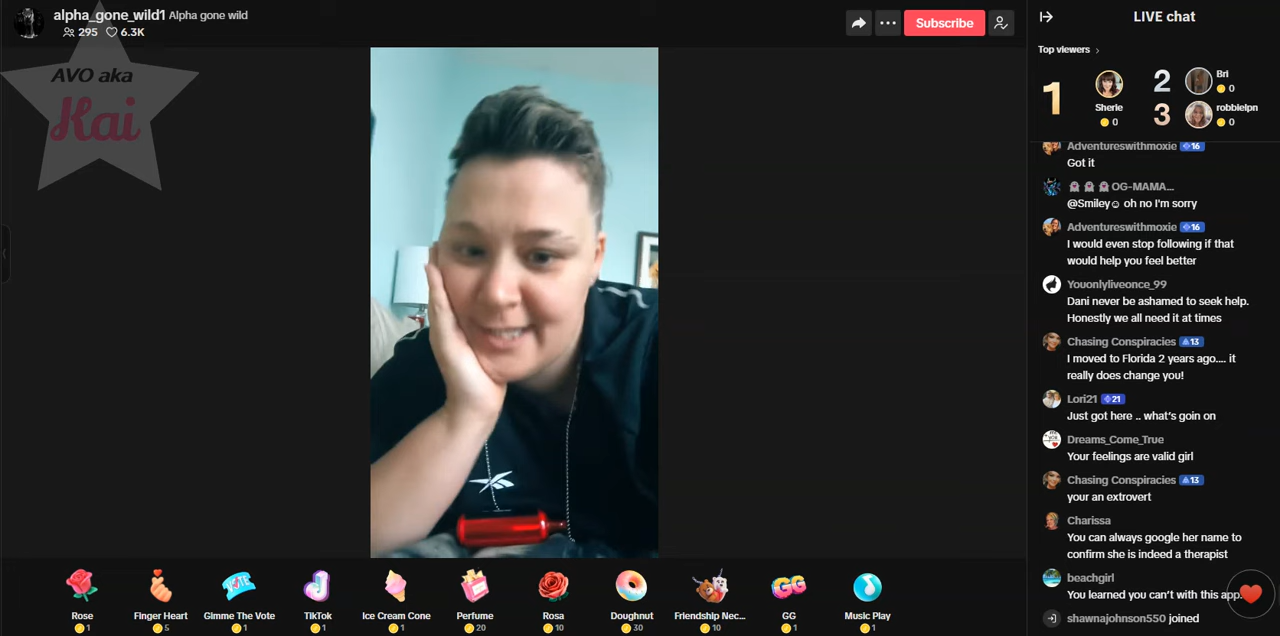 alpha_gone_wild1 Alpha gone wild
295 6.3K
Subscribe
AVO aka
Kai
LIVE chat
Top viewers
1
Sherie
0
2
Bri
0
3
robbielpn
0
Adventureswithmoxie 16
Got it
OG-MAMA...
@Smiley☺ oh no I'm sorry
Adventureswithmoxie 16
I would even stop following if that
would help you feel better
Youonlyliveonce_99
Dani never be ashamed to seek help.
Honestly we all need it at times
Chasing Conspiracies 13
I moved to Florida 2 years ago.... it
really does change you!
Lori21 21
Just got here .. what's goin on
Dreams_Come_True
Your feelings are valid girl
Chasing Conspiracies 13
your an extrovert
Charissa
You can always google her name to
confirm she is indeed a therapist
beachgirl
You learned you can't with this app.
shawnajohnson550 joined
VOTE
GG
Rose
1
Finger Heart
5
Gimme The Vote
1
TikTok
1
Ice Cream Cone
1
Perfume
20
Rosa
10
Doughnut
30
Friendship Nec...
10
GG
1
Music Play
1